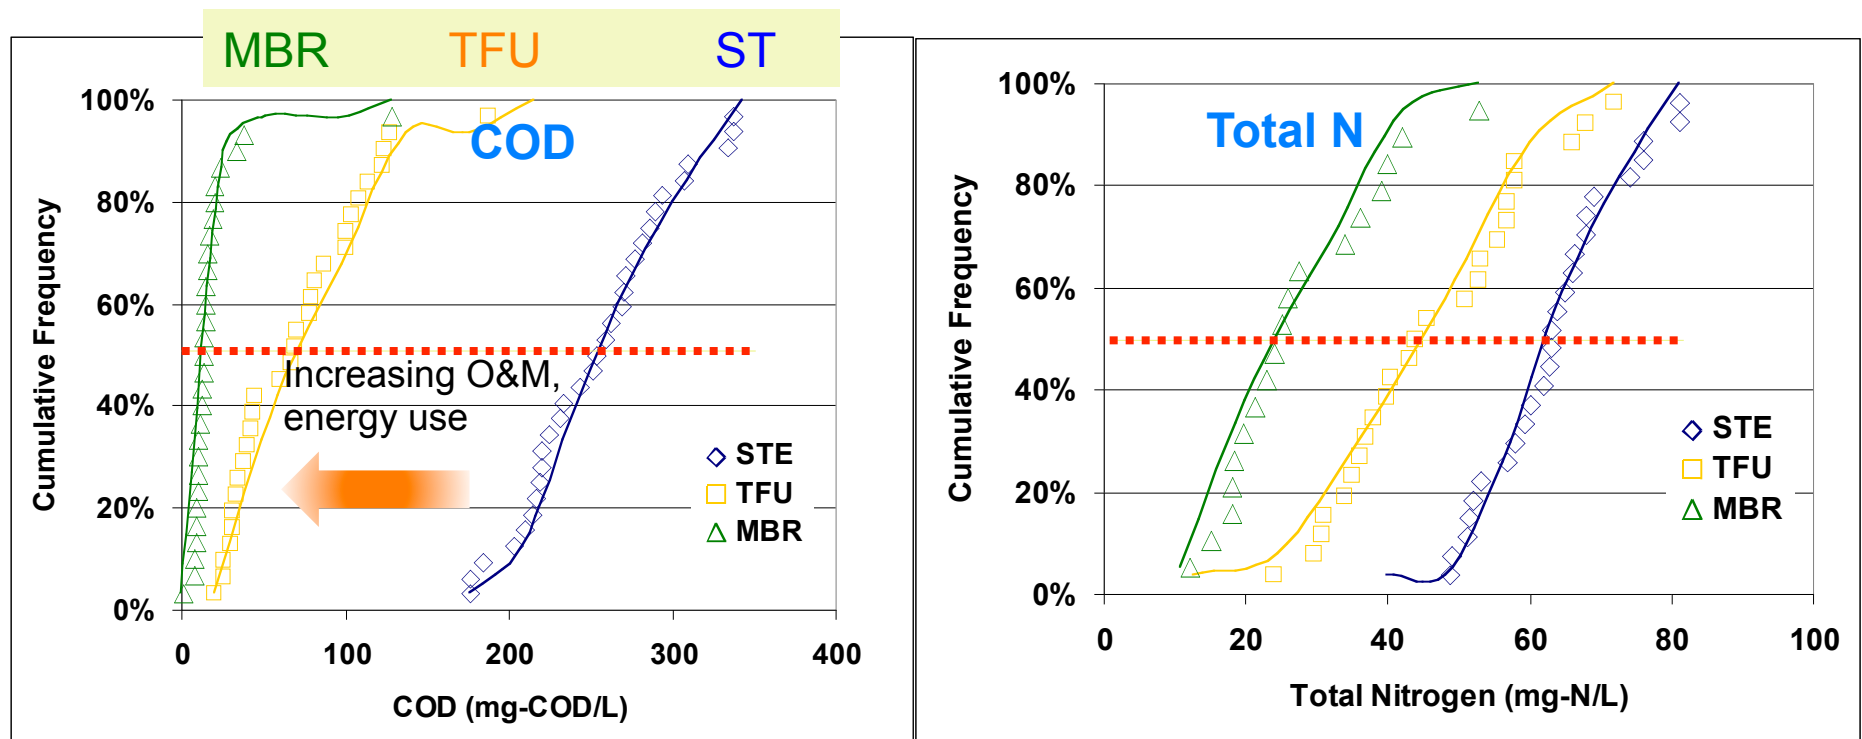 MBR TFU ST
100%
80%
60%
40%
20%
0%
Cumulative Frequency
COD
Increasing O&M,
energy use
STE
TFU
MBR
0 100 200 300 400
COD (mg-COD/L)
100%
80%
60%
40%
20%
0%
Cumulative Frequency
Total N
STE
TFU
MBR
0 20 40 60 80 100
Total Nitrogen (mg-N/L)